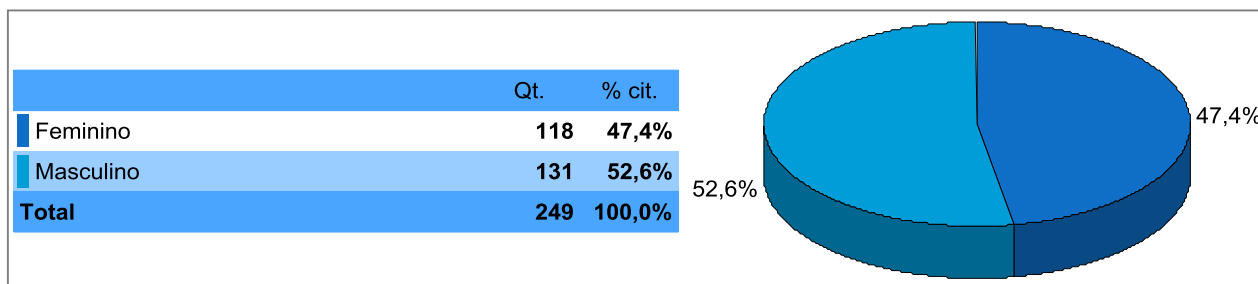 Qt. % cit.
Feminino 118 47,4%
Masculino 131 52,6%
Total 249 100,0%
47,4%
52,6%